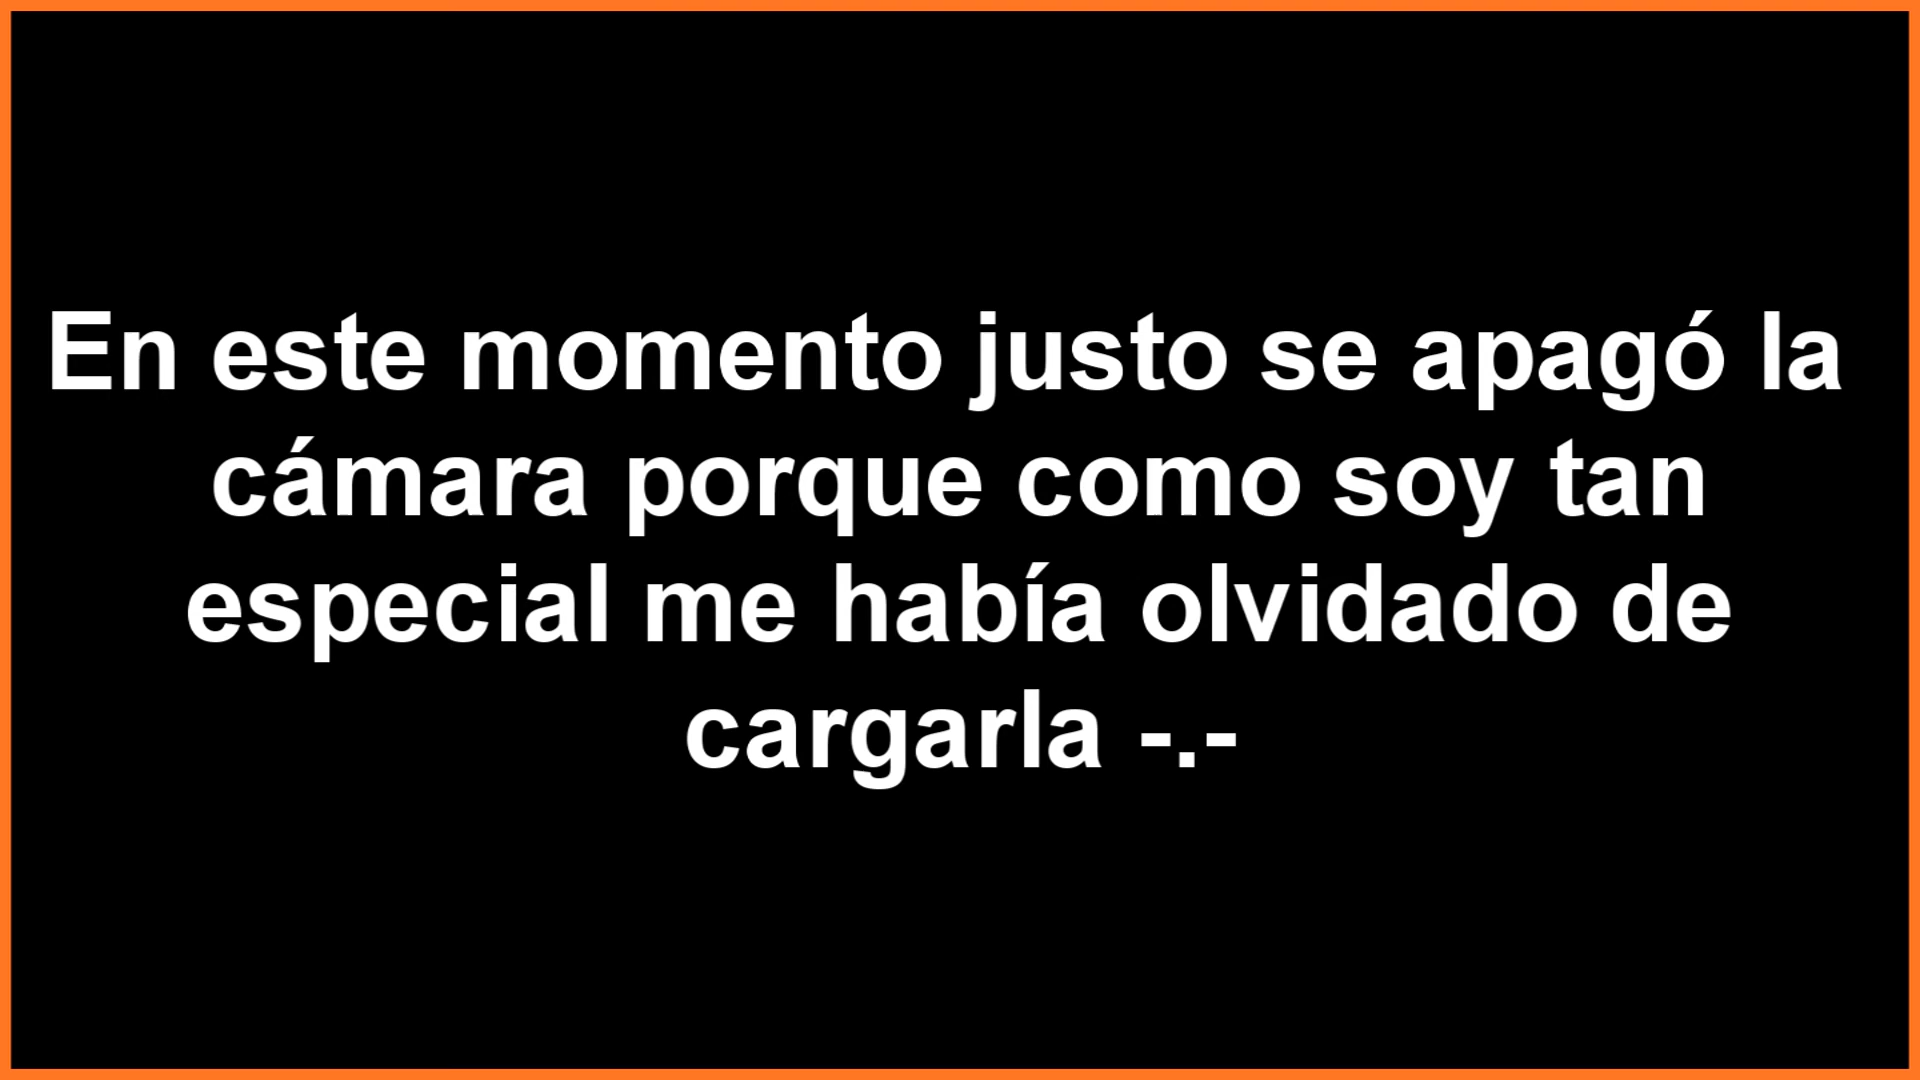 En este momento justo se apagó la
cámara porque como soy tan
especial me había olvidado de
cargarla -.-